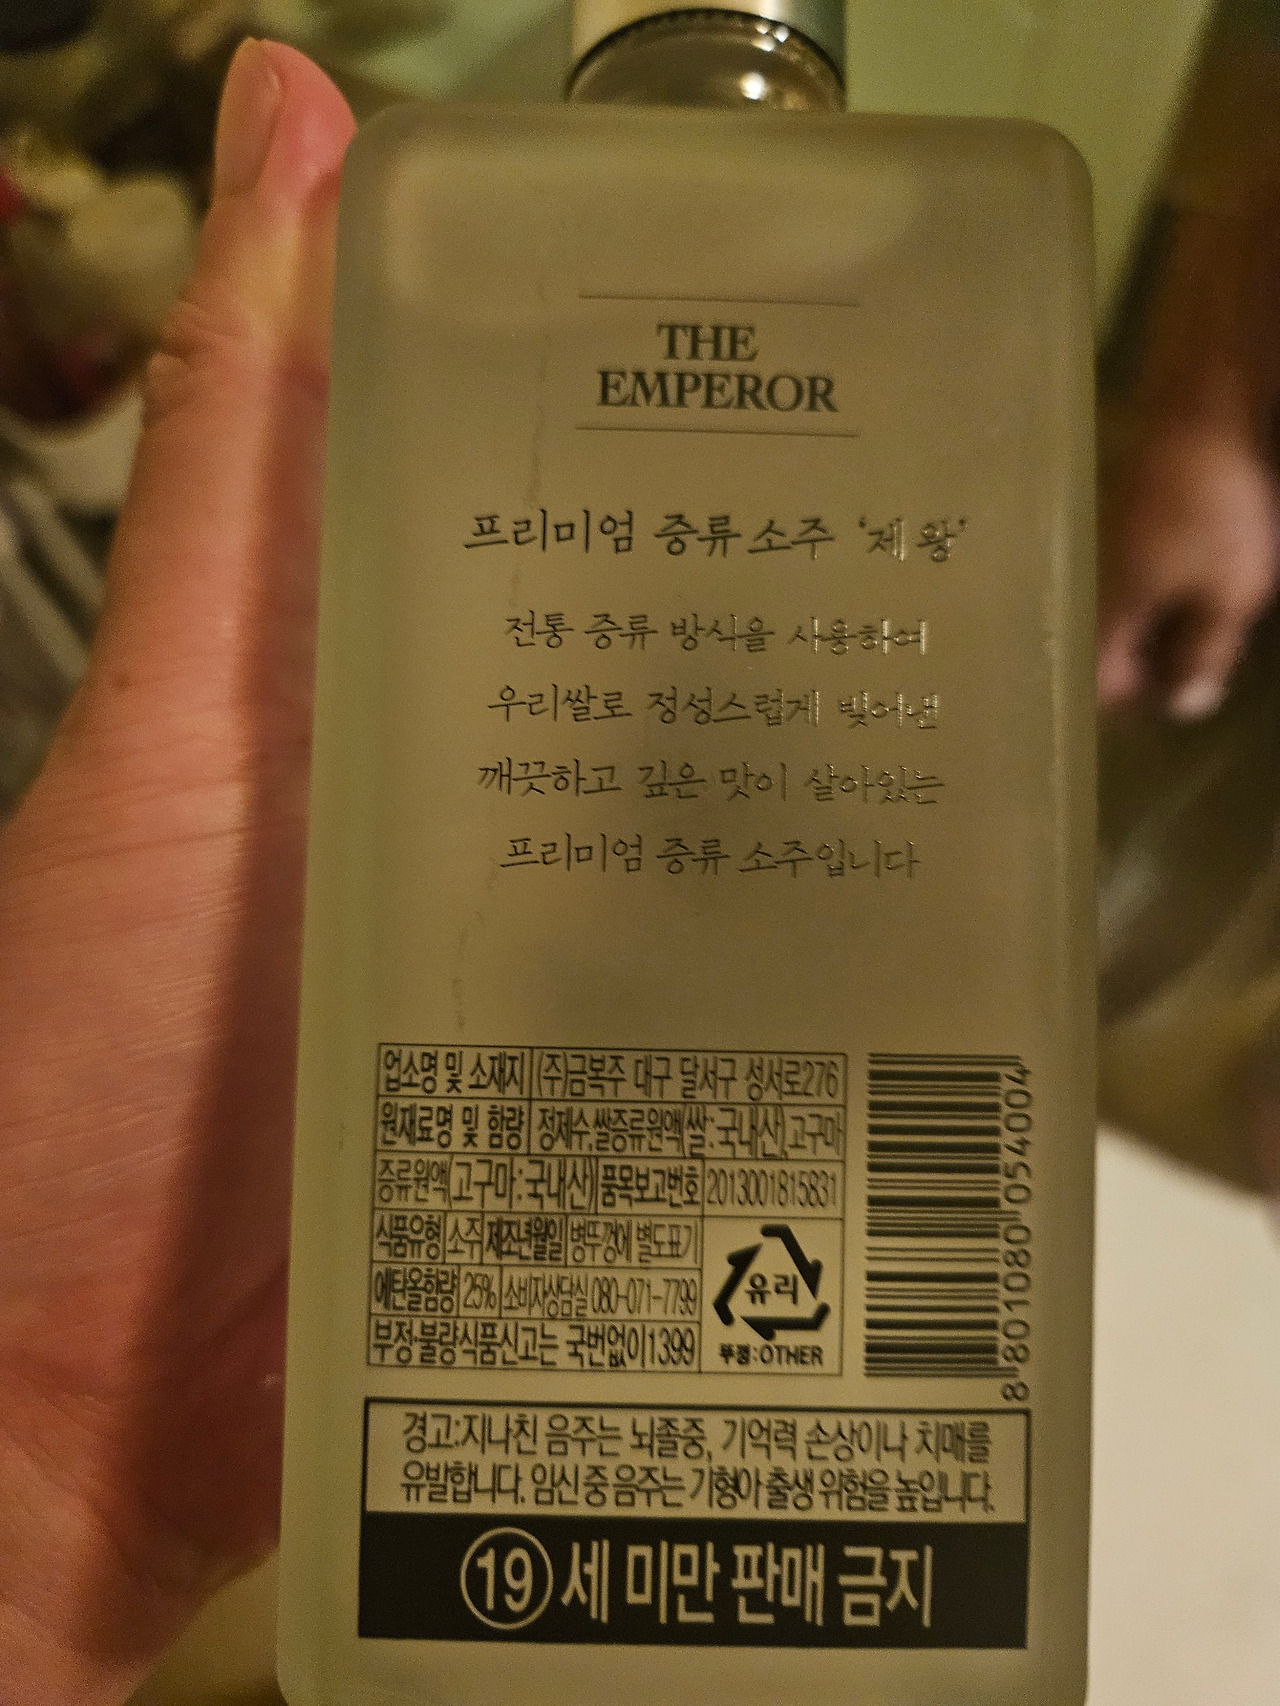 THE
EMPEROR
프리미엄 증류 소주 ‘제왕’
전통 증류 방식을 사용하여
우리쌀로 정성스럽게 빚어낸
깨끗하고 깊은 맛이 살아있는
프리미엄 증류 소주입니다
업소명 및 소재지 (주)금복주 대구 달서구 성서로276
원재료명 및 함량 정제수,쌀증류원액(쌀:국내산),고구마
증류원액(고구마:국내산) 품목보고번호 2013001815831
식품유형 소주 제조년월일 병뚜껑에 별도표기
에탄올함량 25% 소비자상담실 080-071-7799
부정·불량식품신고는 국번없이1399
유리
뚜껑:OTHER
8 801080 054004
경고:지나친 음주는 뇌졸중, 기억력 손상이나 치매를
유발합니다. 임신 중 음주는 기형아 출생 위험을 높입니다.
19세 미만 판매 금지